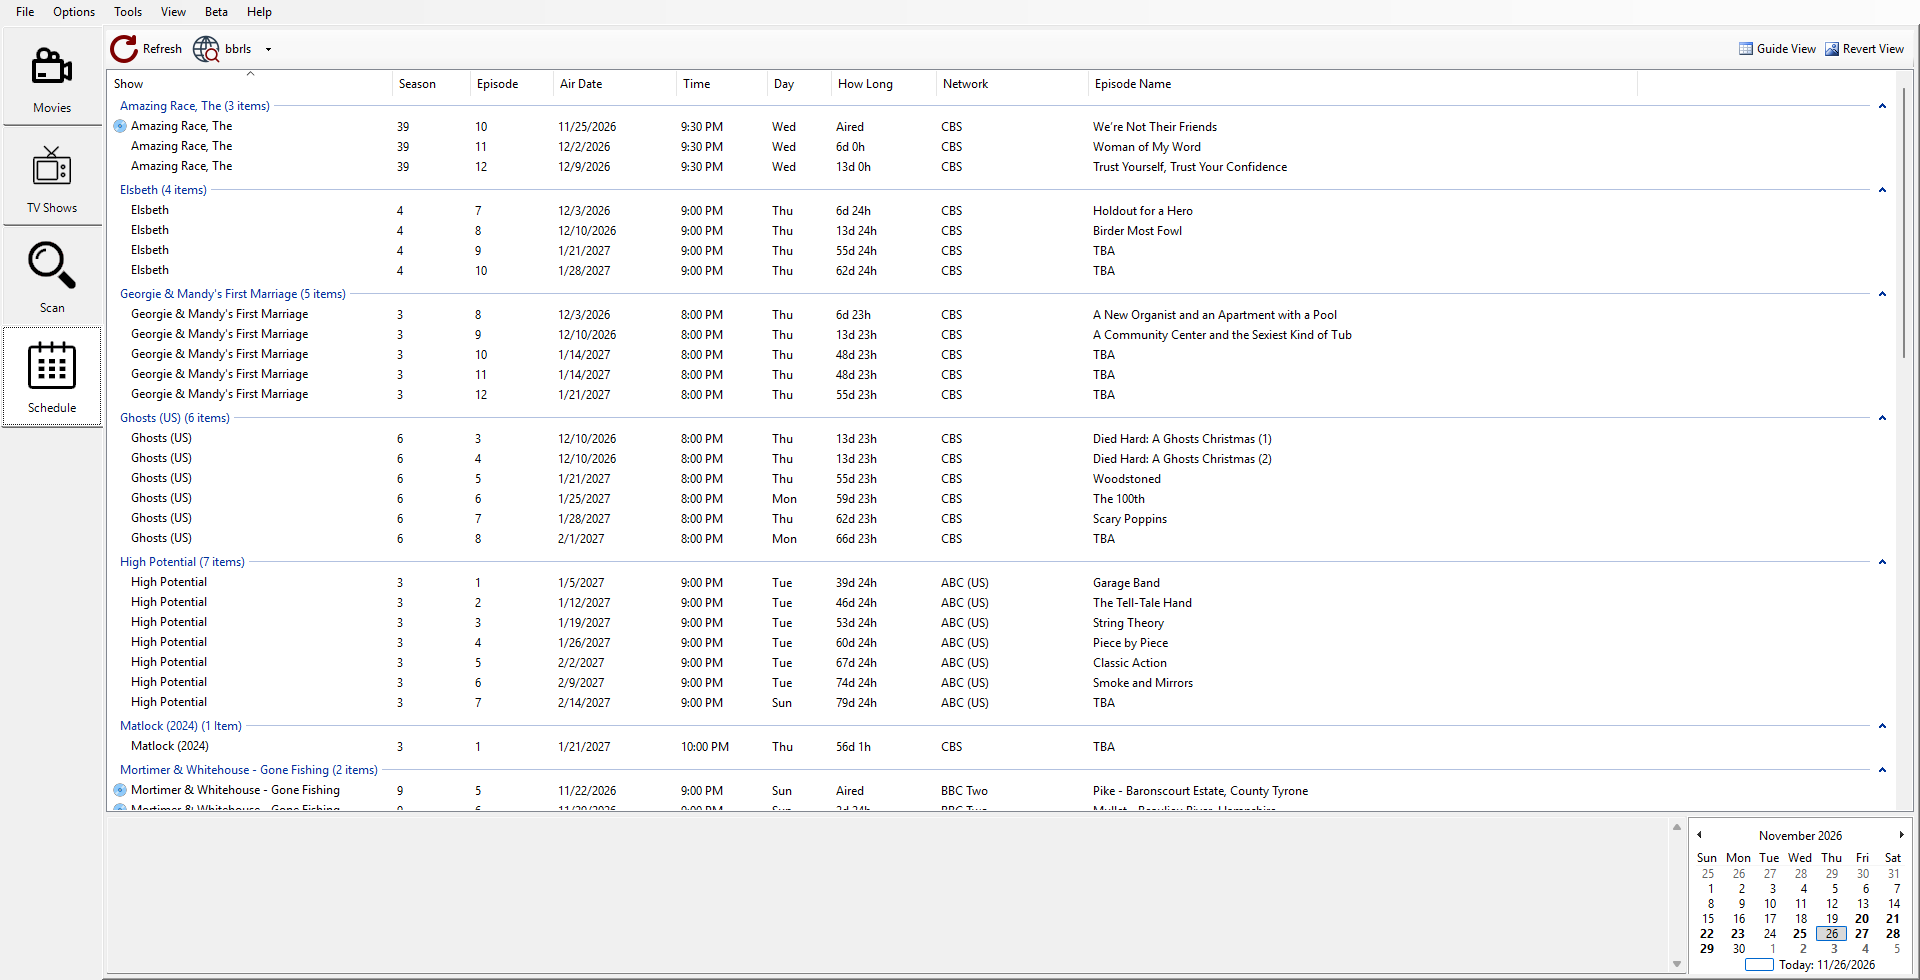 File Options Tools View Beta Help
Refresh bbrls Guide View Revert View
Movies
TV Shows
Scan
Schedule
Show Season Episode Air Date Time Day How Long Network Episode Name
Amazing Race, The (3 items)
Amazing Race, The 39 10 11/25/2026 9:30 PM Wed Aired CBS We're Not Their Friends
Amazing Race, The 39 11 12/2/2026 9:30 PM Wed 6d 0h CBS Woman of My Word
Amazing Race, The 39 12 12/9/2026 9:30 PM Wed 13d 0h CBS Trust Yourself, Trust Your Confidence
Elsbeth (4 items)
Elsbeth 4 7 12/3/2026 9:00 PM Thu 6d 24h CBS Holdout for a Hero
Elsbeth 4 8 12/10/2026 9:00 PM Thu 13d 24h CBS Birder Most Fowl
Elsbeth 4 9 1/21/2027 9:00 PM Thu 55d 24h CBS TBA
Elsbeth 4 10 1/28/2027 9:00 PM Thu 62d 24h CBS TBA
Georgie & Mandy's First Marriage (5 items)
Georgie & Mandy's First Marriage 3 8 12/3/2026 8:00 PM Thu 6d 23h CBS A New Organist and an Apartment with a Pool
Georgie & Mandy's First Marriage 3 9 12/10/2026 8:00 PM Thu 13d 23h CBS A Community Center and the Sexiest Kind of Tub
Georgie & Mandy's First Marriage 3 10 1/14/2027 8:00 PM Thu 48d 23h CBS TBA
Georgie & Mandy's First Marriage 3 11 1/14/2027 8:00 PM Thu 48d 23h CBS TBA
Georgie & Mandy's First Marriage 3 12 1/21/2027 8:00 PM Thu 55d 23h CBS TBA
Ghosts (US) (6 items)
Ghosts (US) 6 3 12/10/2026 8:00 PM Thu 13d 23h CBS Died Hard: A Ghosts Christmas (1)
Ghosts (US) 6 4 12/10/2026 8:00 PM Thu 13d 23h CBS Died Hard: A Ghosts Christmas (2)
Ghosts (US) 6 5 1/21/2027 8:00 PM Thu 55d 23h CBS Woodstoned
Ghosts (US) 6 6 1/25/2027 8:00 PM Mon 59d 23h CBS The 100th
Ghosts (US) 6 7 1/28/2027 8:00 PM Thu 62d 23h CBS Scary Poppins
Ghosts (US) 6 8 2/1/2027 8:00 PM Mon 66d 23h CBS TBA
High Potential (7 items)
High Potential 3 1 1/5/2027 9:00 PM Tue 39d 24h ABC (US) Garage Band
High Potential 3 2 1/12/2027 9:00 PM Tue 46d 24h ABC (US) The Tell-Tale Hand
High Potential 3 3 1/19/2027 9:00 PM Tue 53d 24h ABC (US) String Theory
High Potential 3 4 1/26/2027 9:00 PM Tue 60d 24h ABC (US) Piece by Piece
High Potential 3 5 2/2/2027 9:00 PM Tue 67d 24h ABC (US) Classic Action
High Potential 3 6 2/9/2027 9:00 PM Tue 74d 24h ABC (US) Smoke and Mirrors
High Potential 3 7 2/14/2027 9:00 PM Sun 79d 24h ABC (US) TBA
Matlock (2024) (1 Item)
Matlock (2024) 3 1 1/21/2027 10:00 PM Thu 56d 1h CBS TBA
Mortimer & Whitehouse - Gone Fishing (2 items)
Mortimer & Whitehouse - Gone Fishing 9 5 11/22/2026 9:00 PM Sun Aired BBC Two Pike - Baronscourt Estate, County Tyrone
Mortimer & Whitehouse - Gone Fishing
November 2026
Sun Mon Tue Wed Thu Fri Sat
25 26 27 28 29 30 31
1 2 3 4 5 6 7
8 9 10 11 12 13 14
15 16 17 18 19 20 21
22 23 24 25 26 27 28
29 30 1 2 3 4 5
Today: 11/26/2026